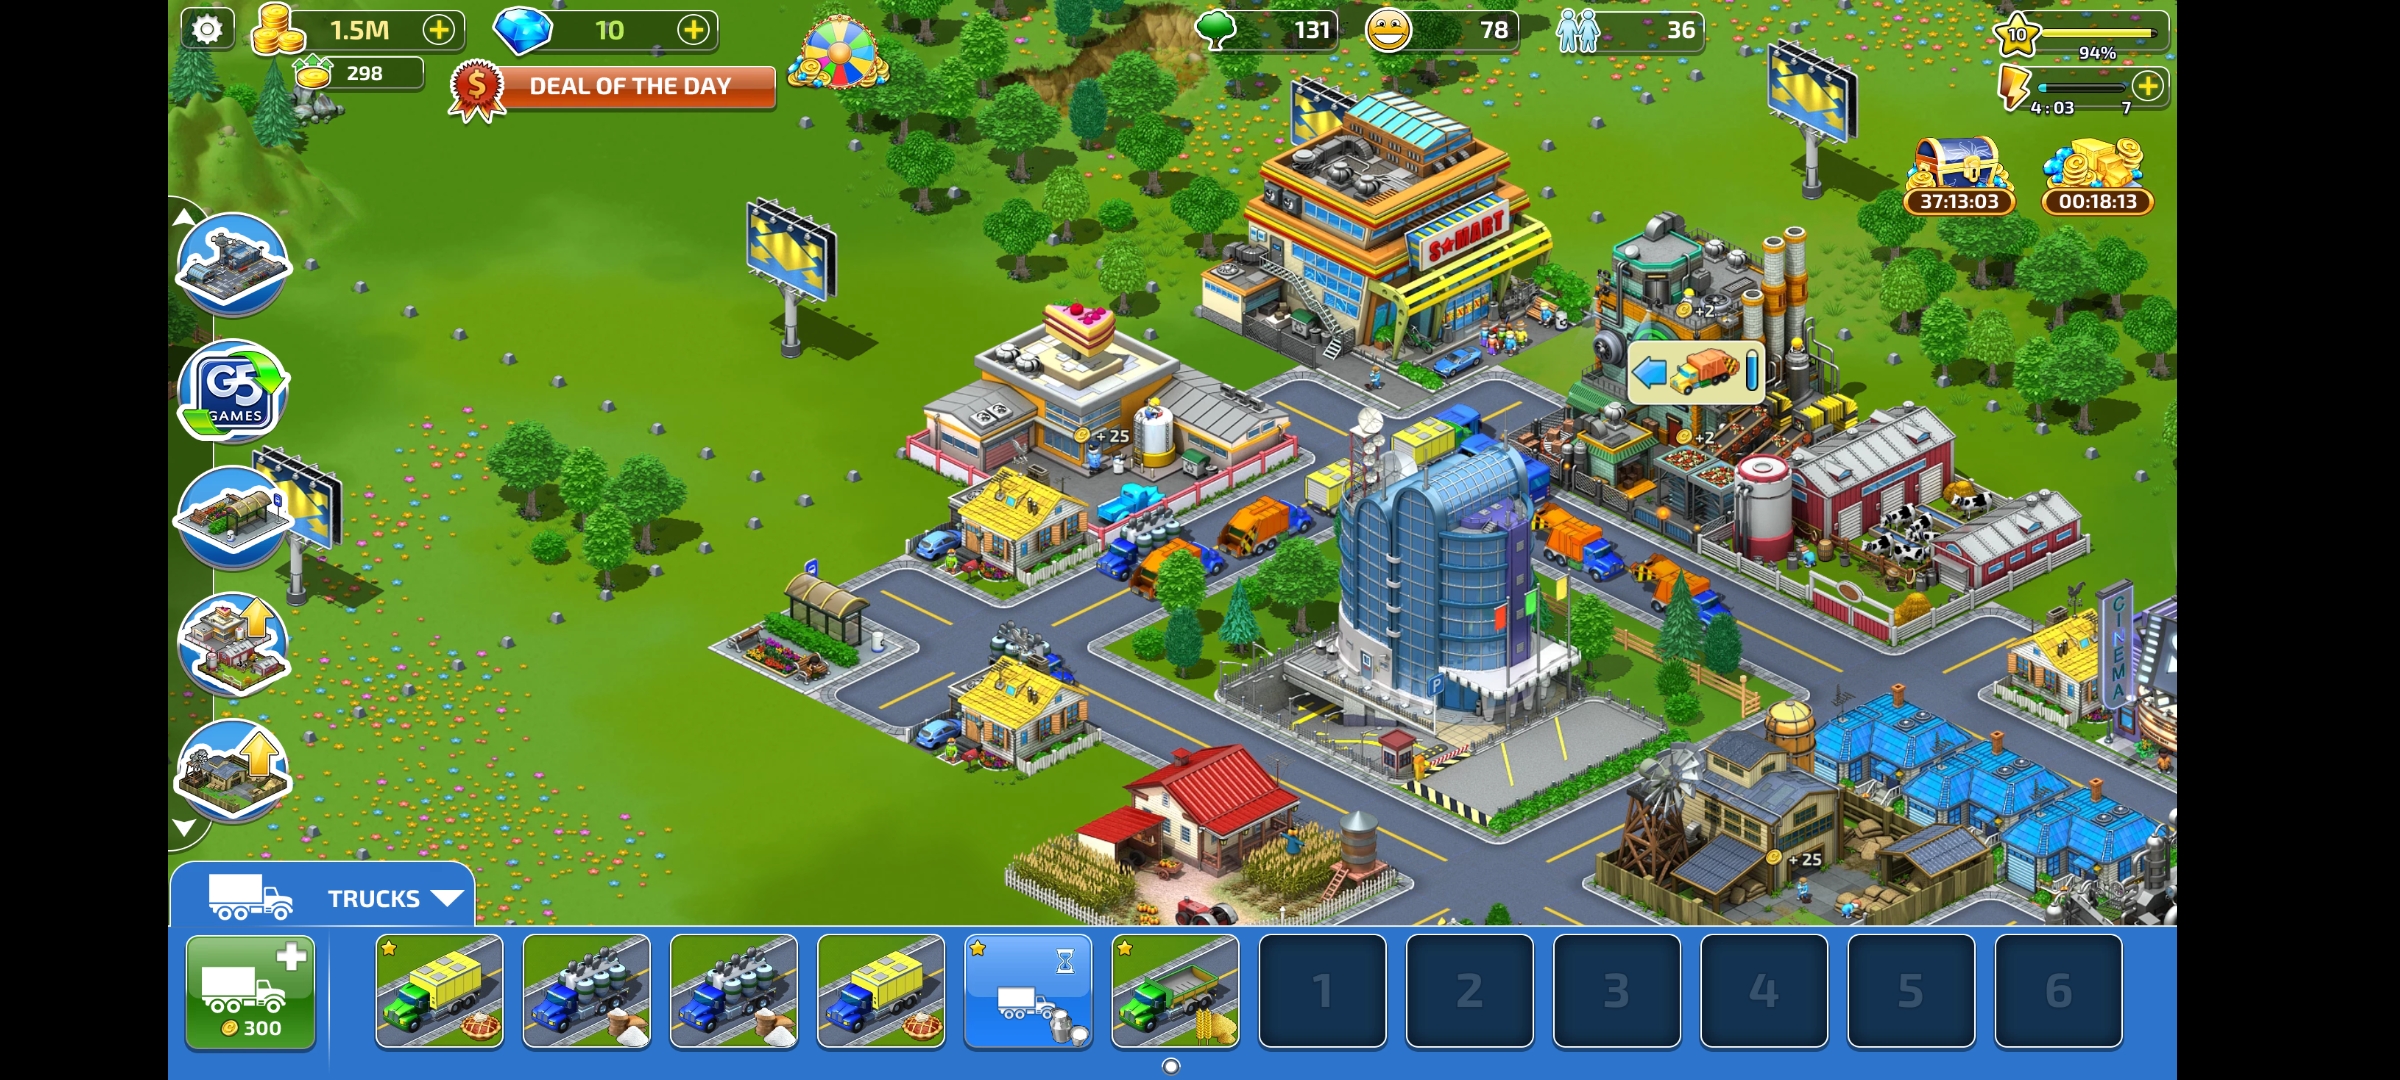 1.5M
10
131
78
36
10
94%
298
DEAL OF THE DAY
4:03
7
37:13:03
00:18:13
S★MART
+2
+2
G5
GAMES
+25
P
CINEMA
+25
TRUCKS
300
1
2
3
4
5
6